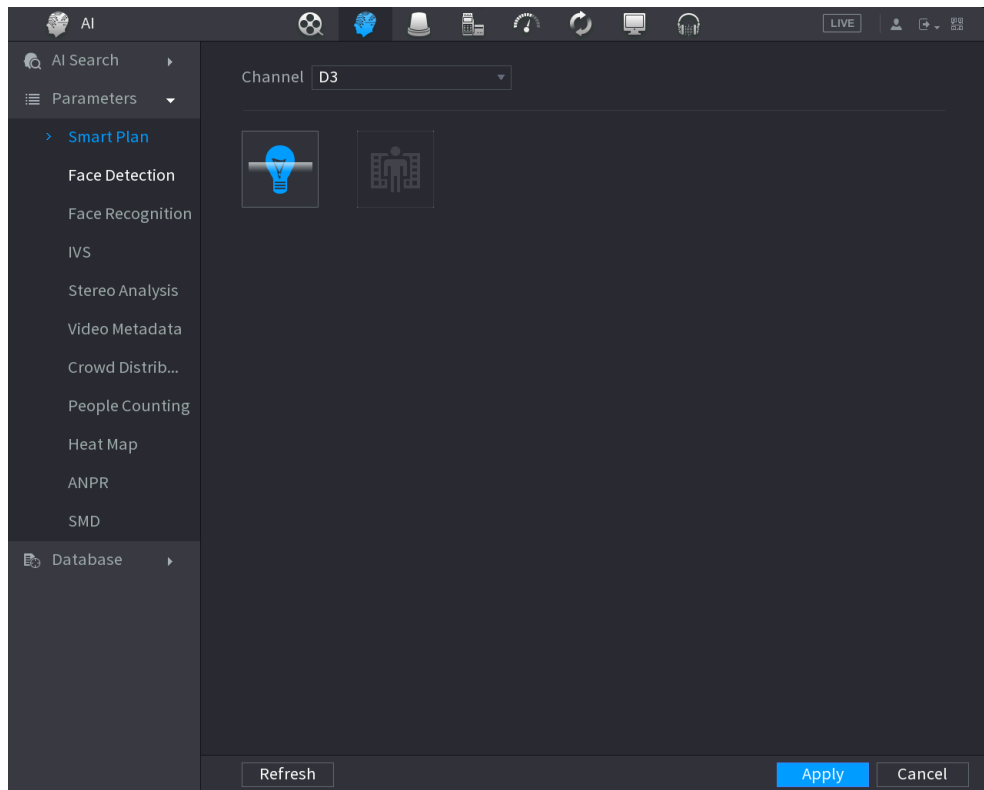 AI
LIVE
AI Search
Parameters
Smart Plan
Face Detection
Face Recognition
IVS
Stereo Analysis
Video Metadata
Crowd Distrib...
People Counting
Heat Map
ANPR
SMD
Database
Channel D3
Refresh
Apply
Cancel